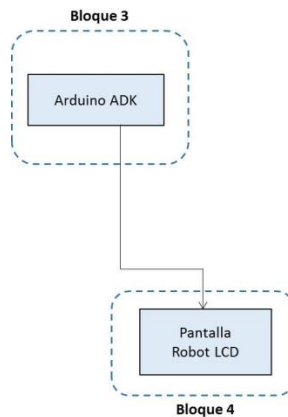 Bloque 3
Arduino ADK
Pantalla
Robot LCD
Bloque 4